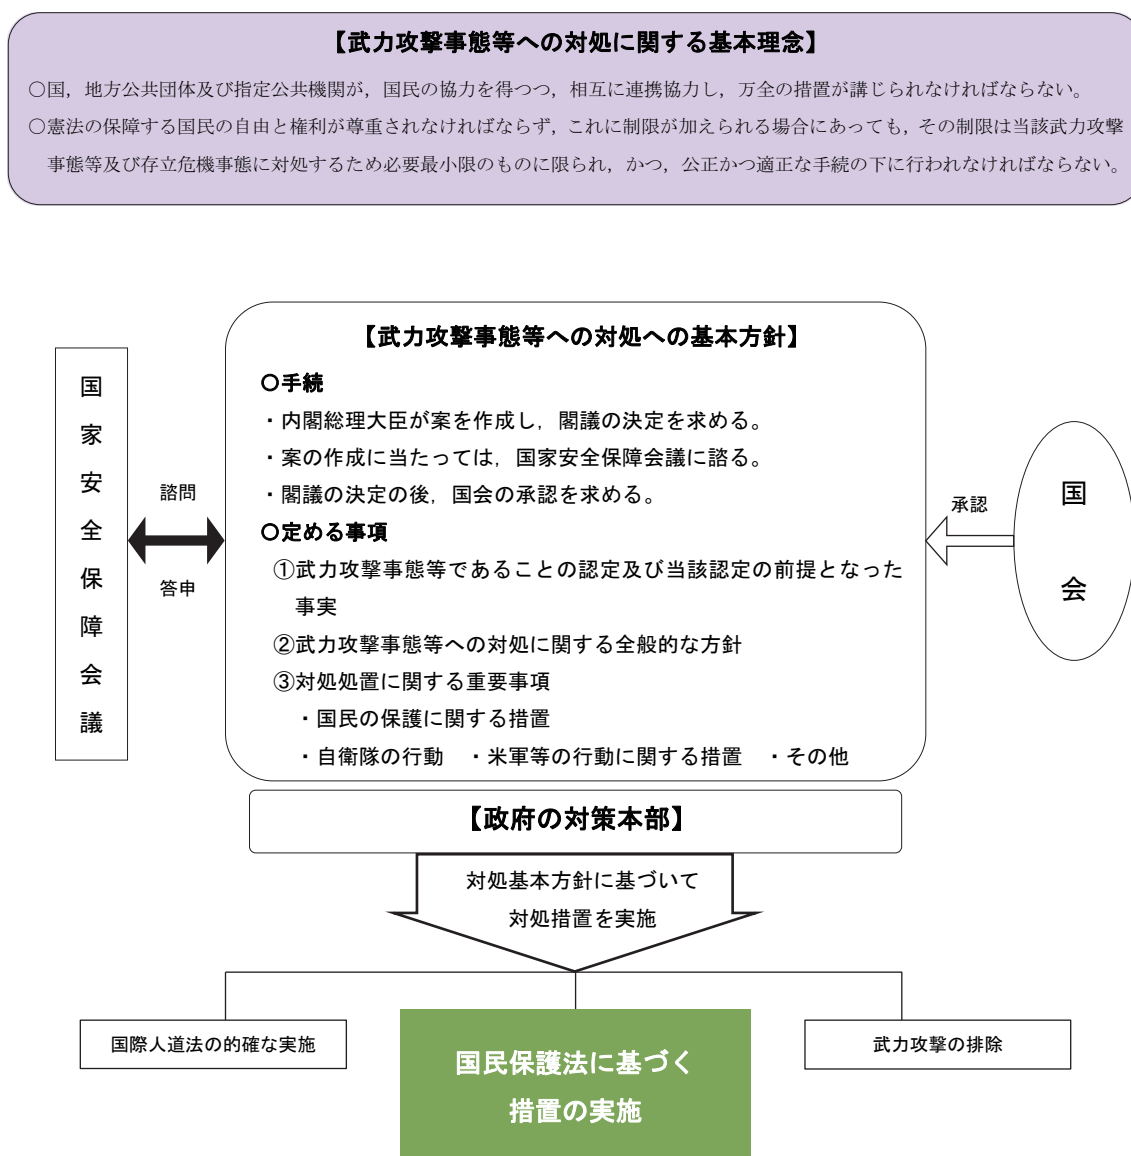 【武力攻撃事態等への対処に関する基本理念】
○国，地方公共団体及び指定公共機関が，国民の協力を得つつ，相互に連携協力し，万全の措置が講じられなければならない。
○憲法の保障する国民の自由と権利が尊重されなければならず，これに制限が加えられる場合にあっても，その制限は当該武力攻撃
事態等及び存立危機事態に対処するため必要最小限のものに限られ，かつ，公正かつ適正な手続の下に行われなければならない。
国家安全保障会議
諮問
答申
【武力攻撃事態等への対処への基本方針】
○手続
・内閣総理大臣が案を作成し，閣議の決定を求める。
・案の作成に当たっては，国家安全保障会議に諮る。
・閣議の決定の後，国会の承認を求める。
○定める事項
①武力攻撃事態等であることの認定及び当該認定の前提となった
事実
②武力攻撃事態等への対処に関する全般的な方針
③対処処置に関する重要事項
・国民の保護に関する措置
・自衛隊の行動　・米軍等の行動に関する措置　・その他
承認
国会
【政府の対策本部】
対処基本方針に基づいて
対処措置を実施
国際人道法の的確な実施
国民保護法に基づく
措置の実施
武力攻撃の排除